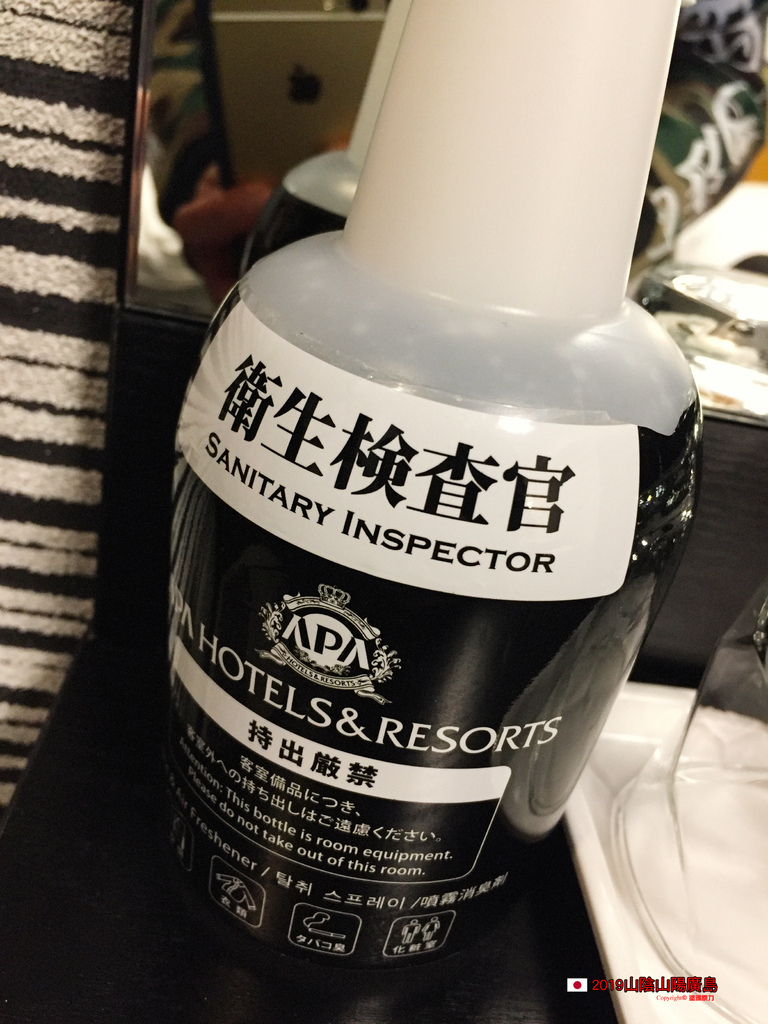 衛生検査官
SANITARY INSPECTOR
APA
HOTELS & RESORTS
APA HOTELS & RESORTS
持出厳禁
客室備品につき、
客室外への持ち出しはご遠慮ください。
Attention: This bottle is room equipment.
Please do not take out of this room.
Air Freshener / 탈취 스프레이 / 噴霧消臭剤
衣類
タバコ臭
化粧室
2019山陰山陽廣島
Copyright®